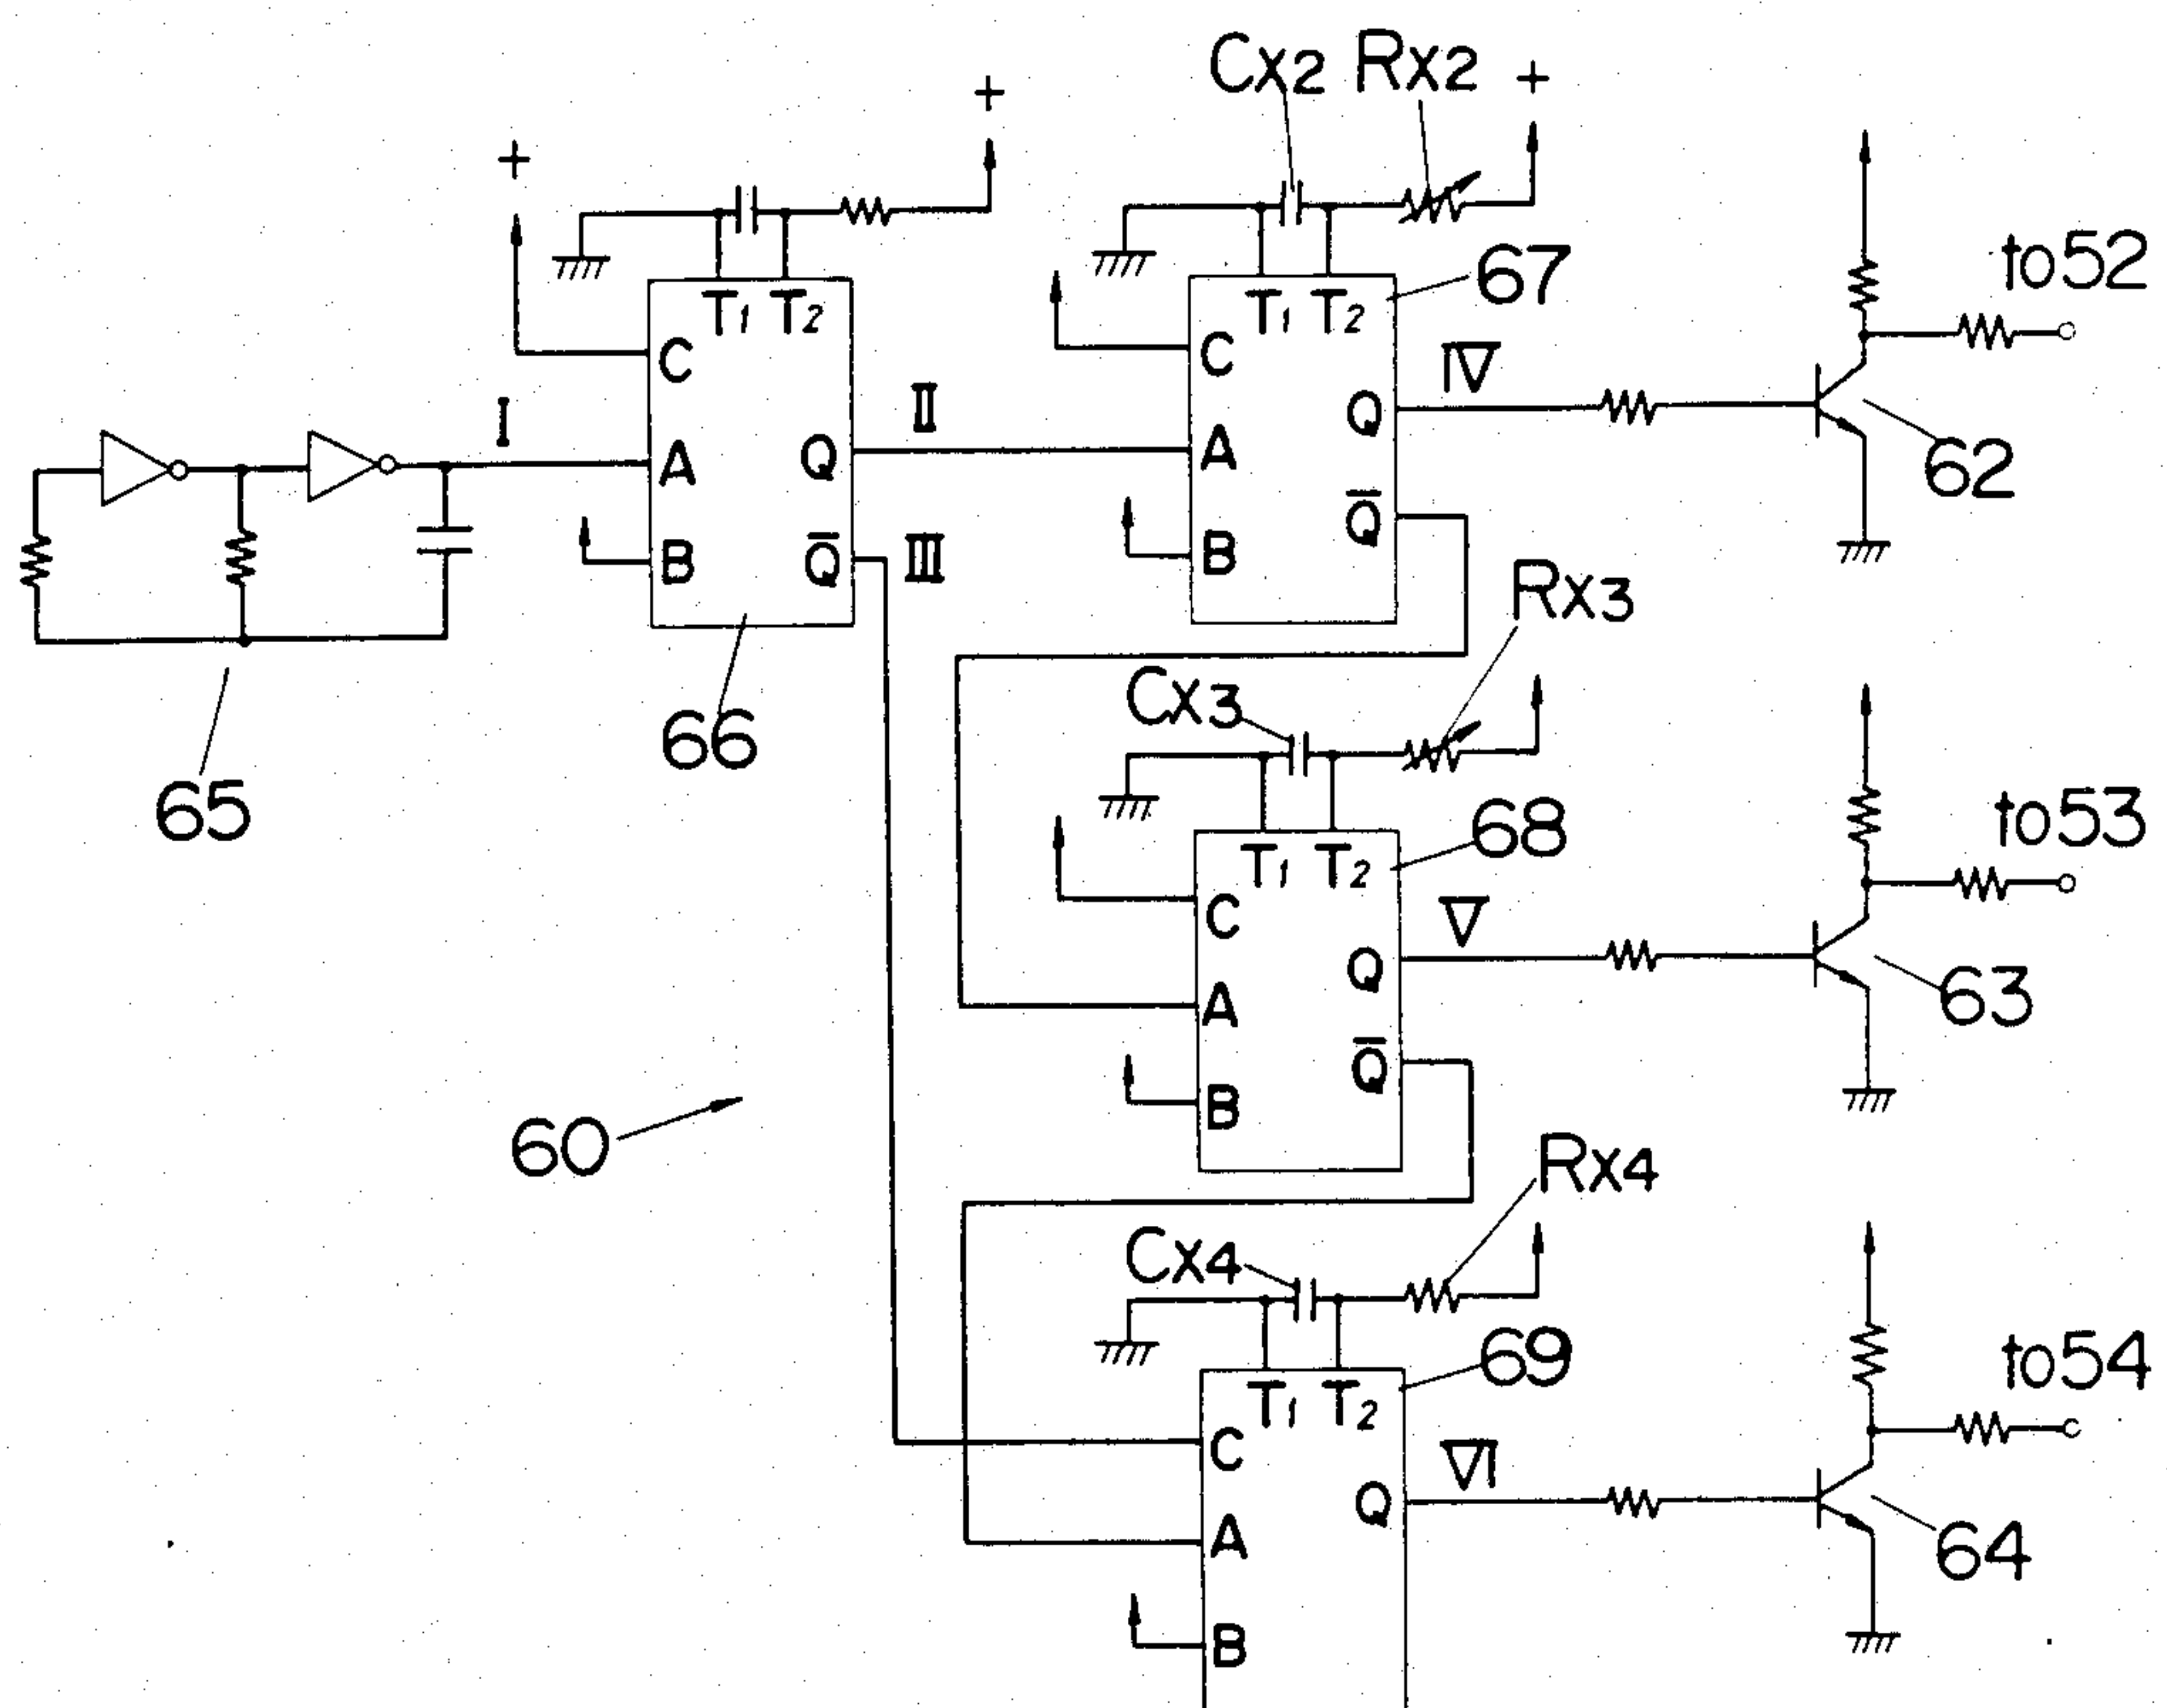 Cx2 Rx2 +
+
+
67
to52
T1 T2
T1 T2
C
C
IV
Q
I
II
A
Q
A
62
Q̅
B
Q̅
III
B
Rx3
Cx3
66
65
68
to53
T1 T2
C
V
Q
A
63
Q̅
B
60
Rx4
Cx4
69
to54
T1 T2
C
VI
Q
A
64
B